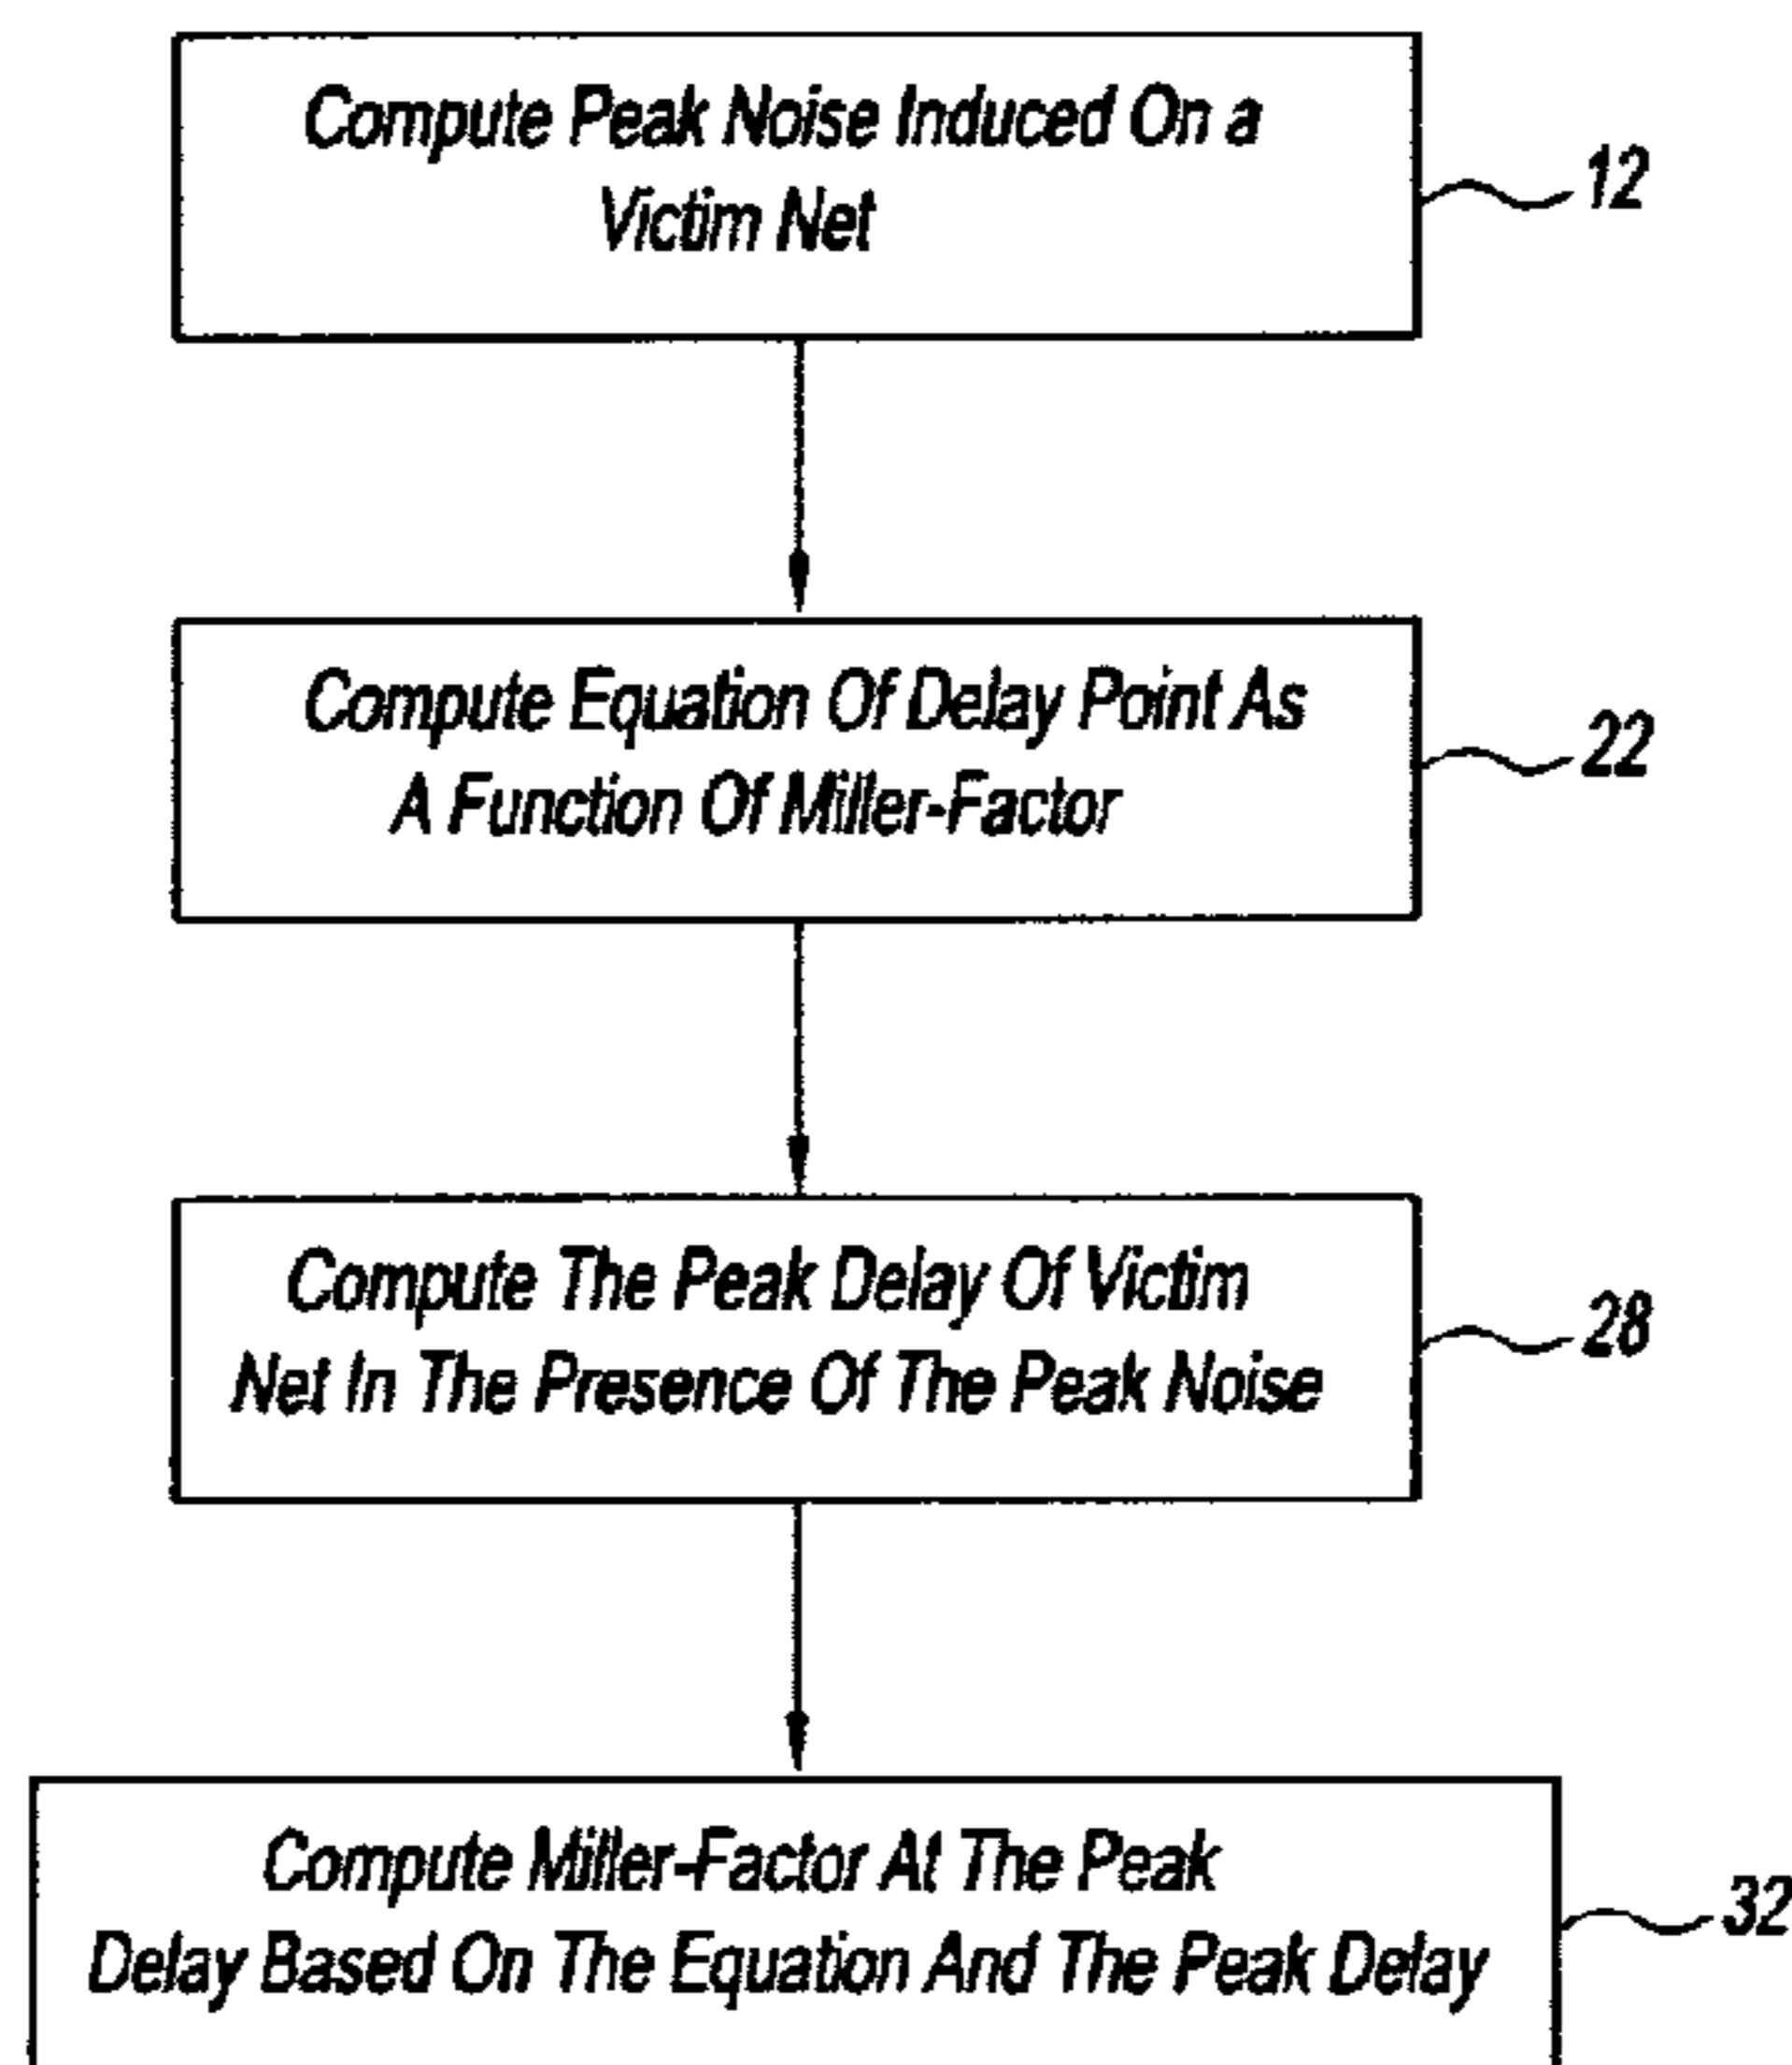 Compute Peak Noise Induced On a
Victim Net
12
Compute Equation Of Delay Point As
A Function Of Miller-Factor
22
Compute The Peak Delay Of Victim
Net In The Presence Of The Peak Noise
28
Compute Miller-Factor At The Peak
Delay Based On The Equation And The Peak Delay
32